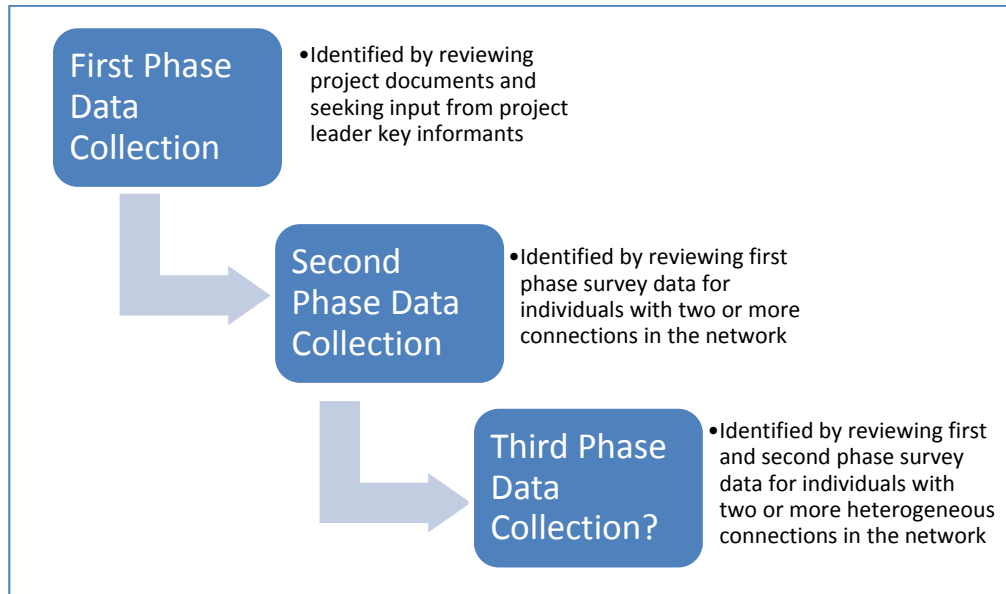 First Phase
Data
Collection
•Identified by reviewing
project documents and
seeking input from project
leader key informants
Second
Phase Data
Collection
•Identified by reviewing first
phase survey data for
individuals with two or more
connections in the network
Third Phase
Data
Collection?
•Identified by reviewing first
and second phase survey
data for individuals with
two or more heterogeneous
connections in the network